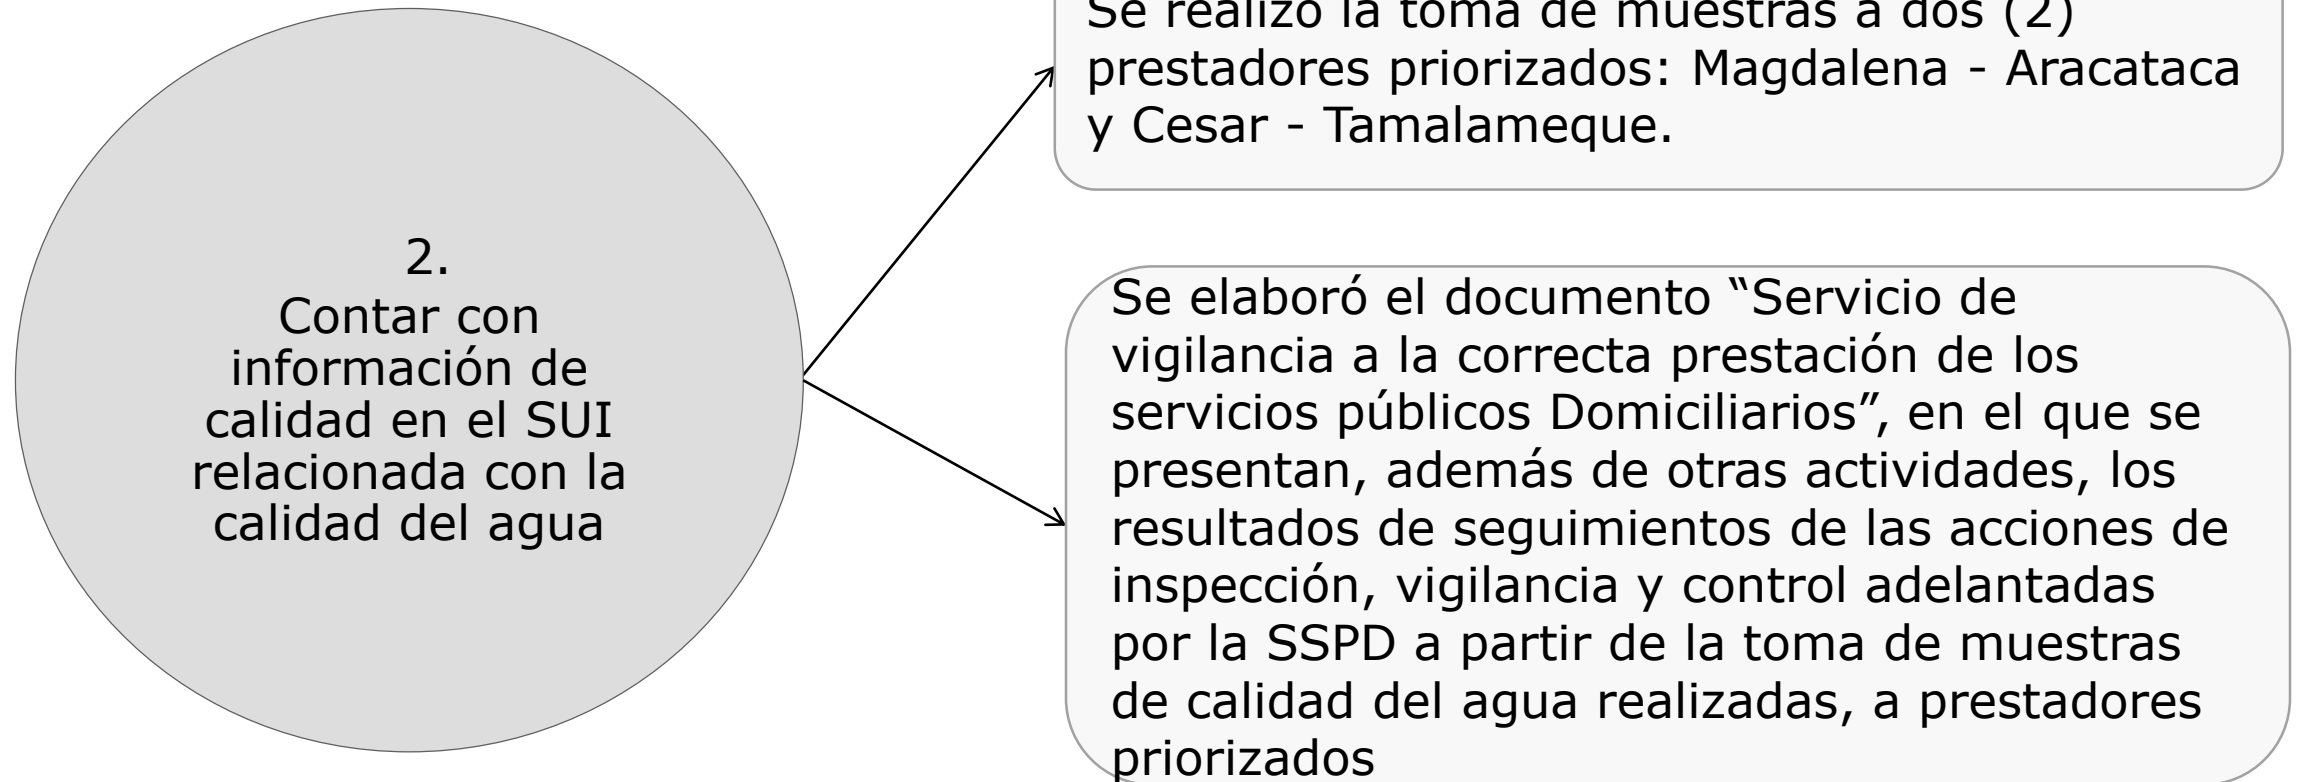 2.
Contar con
información de
calidad en el SUI
relacionada con la
calidad del agua
Se realizó la toma de muestras a dos (2)
prestadores priorizados: Magdalena - Aracataca
y Cesar - Tamalameque.
Se elaboró el documento “Servicio de
vigilancia a la correcta prestación de los
servicios públicos Domiciliarios”, en el que se
presentan, además de otras actividades, los
resultados de seguimientos de las acciones de
inspección, vigilancia y control adelantadas
por la SSPD a partir de la toma de muestras
de calidad del agua realizadas, a prestadores
priorizados